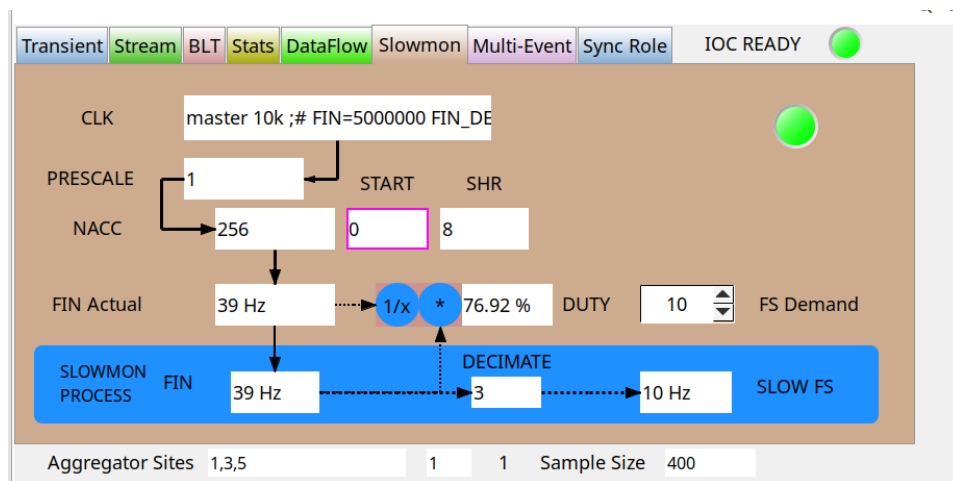 Transient Stream BLT Stats DataFlow Slowmon Multi-Event Sync Role IOC READY
CLK master 10k ;# FIN=5000000 FIN_DE
PRESCALE 1 START SHR
NACC 256 0 8
FIN Actual 39 Hz 1/x * 76.92 % DUTY 10 FS Demand
DECIMATE
SLOWMON
PROCESS
FIN 39 Hz 3 10 Hz SLOW FS
Aggregator Sites 1,3,5 1 1 Sample Size 400